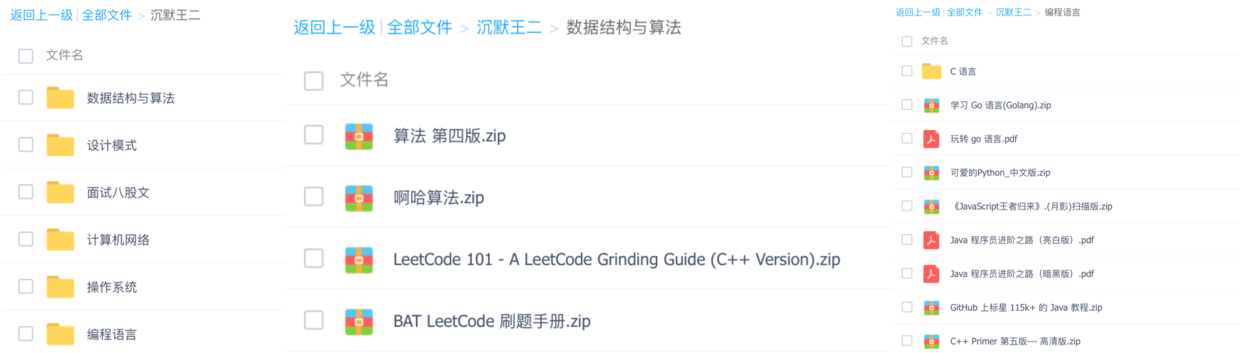 返回上一级 | 全部文件 > 沉默王二
文件名
数据结构与算法
设计模式
面试八股文
计算机网络
操作系统
编程语言
返回上一级 | 全部文件 > 沉默王二 > 数据结构与算法
文件名
算法 第四版.zip
啊哈算法.zip
LeetCode 101 - A LeetCode Grinding Guide (C++ Version).zip
BAT LeetCode 刷题手册.zip
返回上一级 | 全部文件 > 沉默王二 > 编程语言
文件名
C 语言
学习 Go 语言(Golang).zip
玩转 go 语言.pdf
可爱的Python_中文版.zip
《JavaScript王者归来》.(月影)扫描版.zip
Java 程序员进阶之路（亮白版）.pdf
Java 程序员进阶之路（暗黑版）.pdf
GitHub 上标星 115k+ 的 Java 教程.zip
C++ Primer 第五版--- 高清版.zip